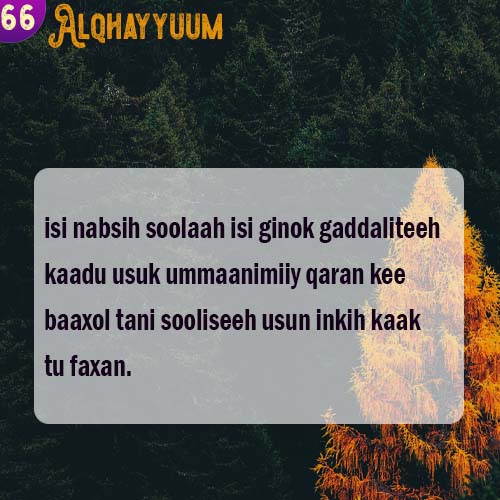 66
Alqhayyuum
isi nabsih soolaah isi ginok gaddaliteeh
kaadu usuk ummaanimiiy qaran kee
baaxol tani sooliseeh usun inkih kaak
tu faxan.